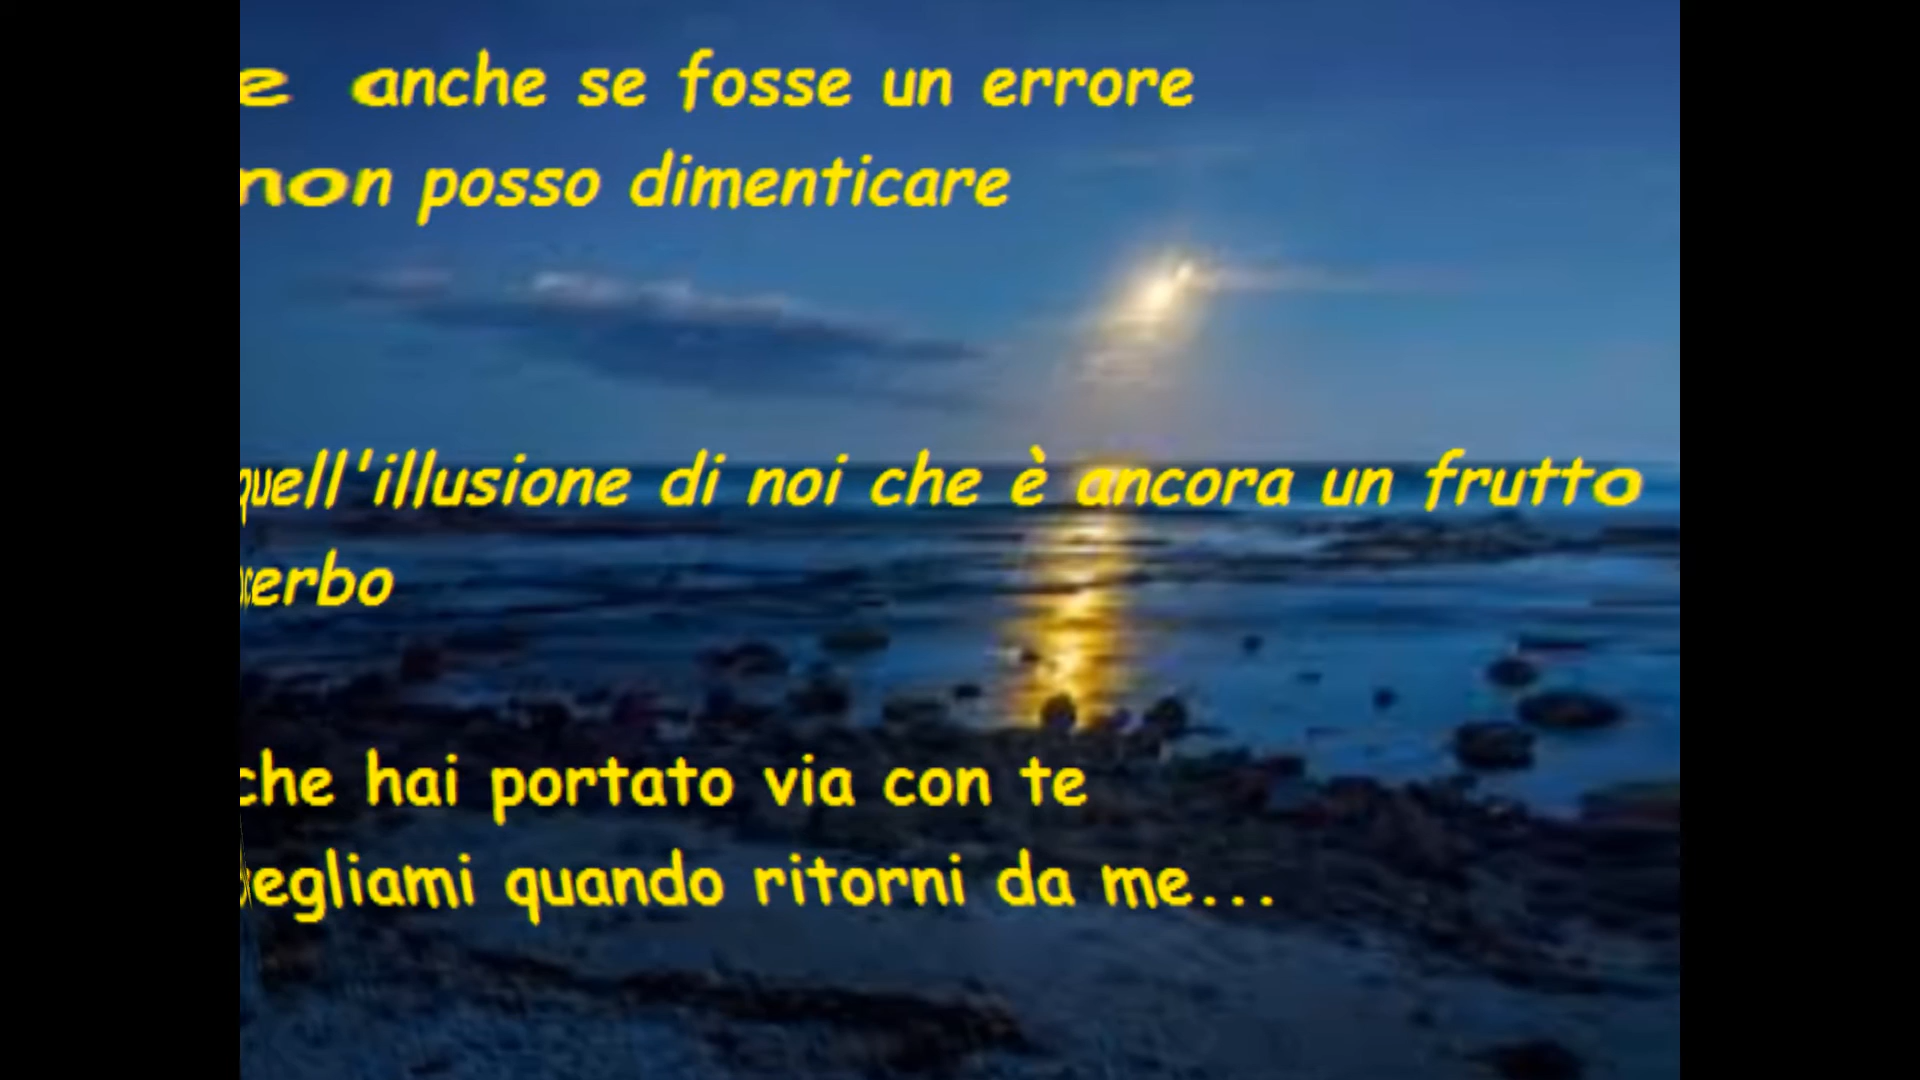 e anche se fosse un errore
non posso dimenticare
quell'illusione di noi che è ancora un frutto
cerbo
che hai portato via con te
egliami quando ritorni da me...